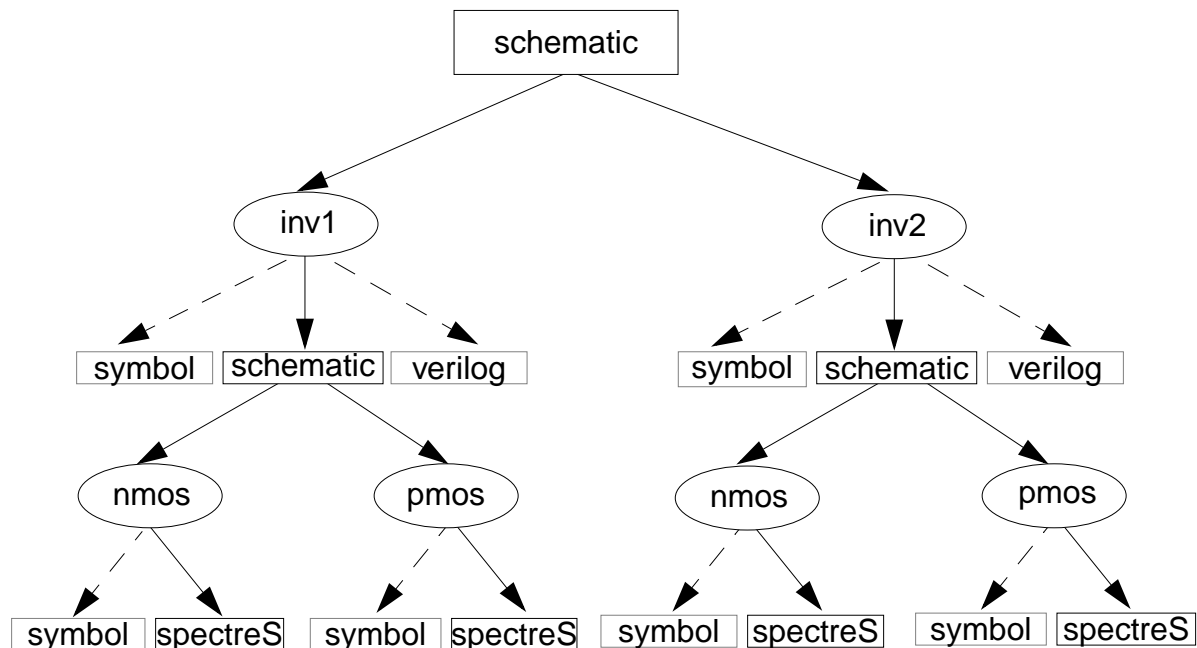 schematic
inv1 inv2
symbol schematic verilog symbol schematic verilog
nmos pmos nmos pmos
symbol spectreS symbol spectreS symbol spectreS symbol spectreS